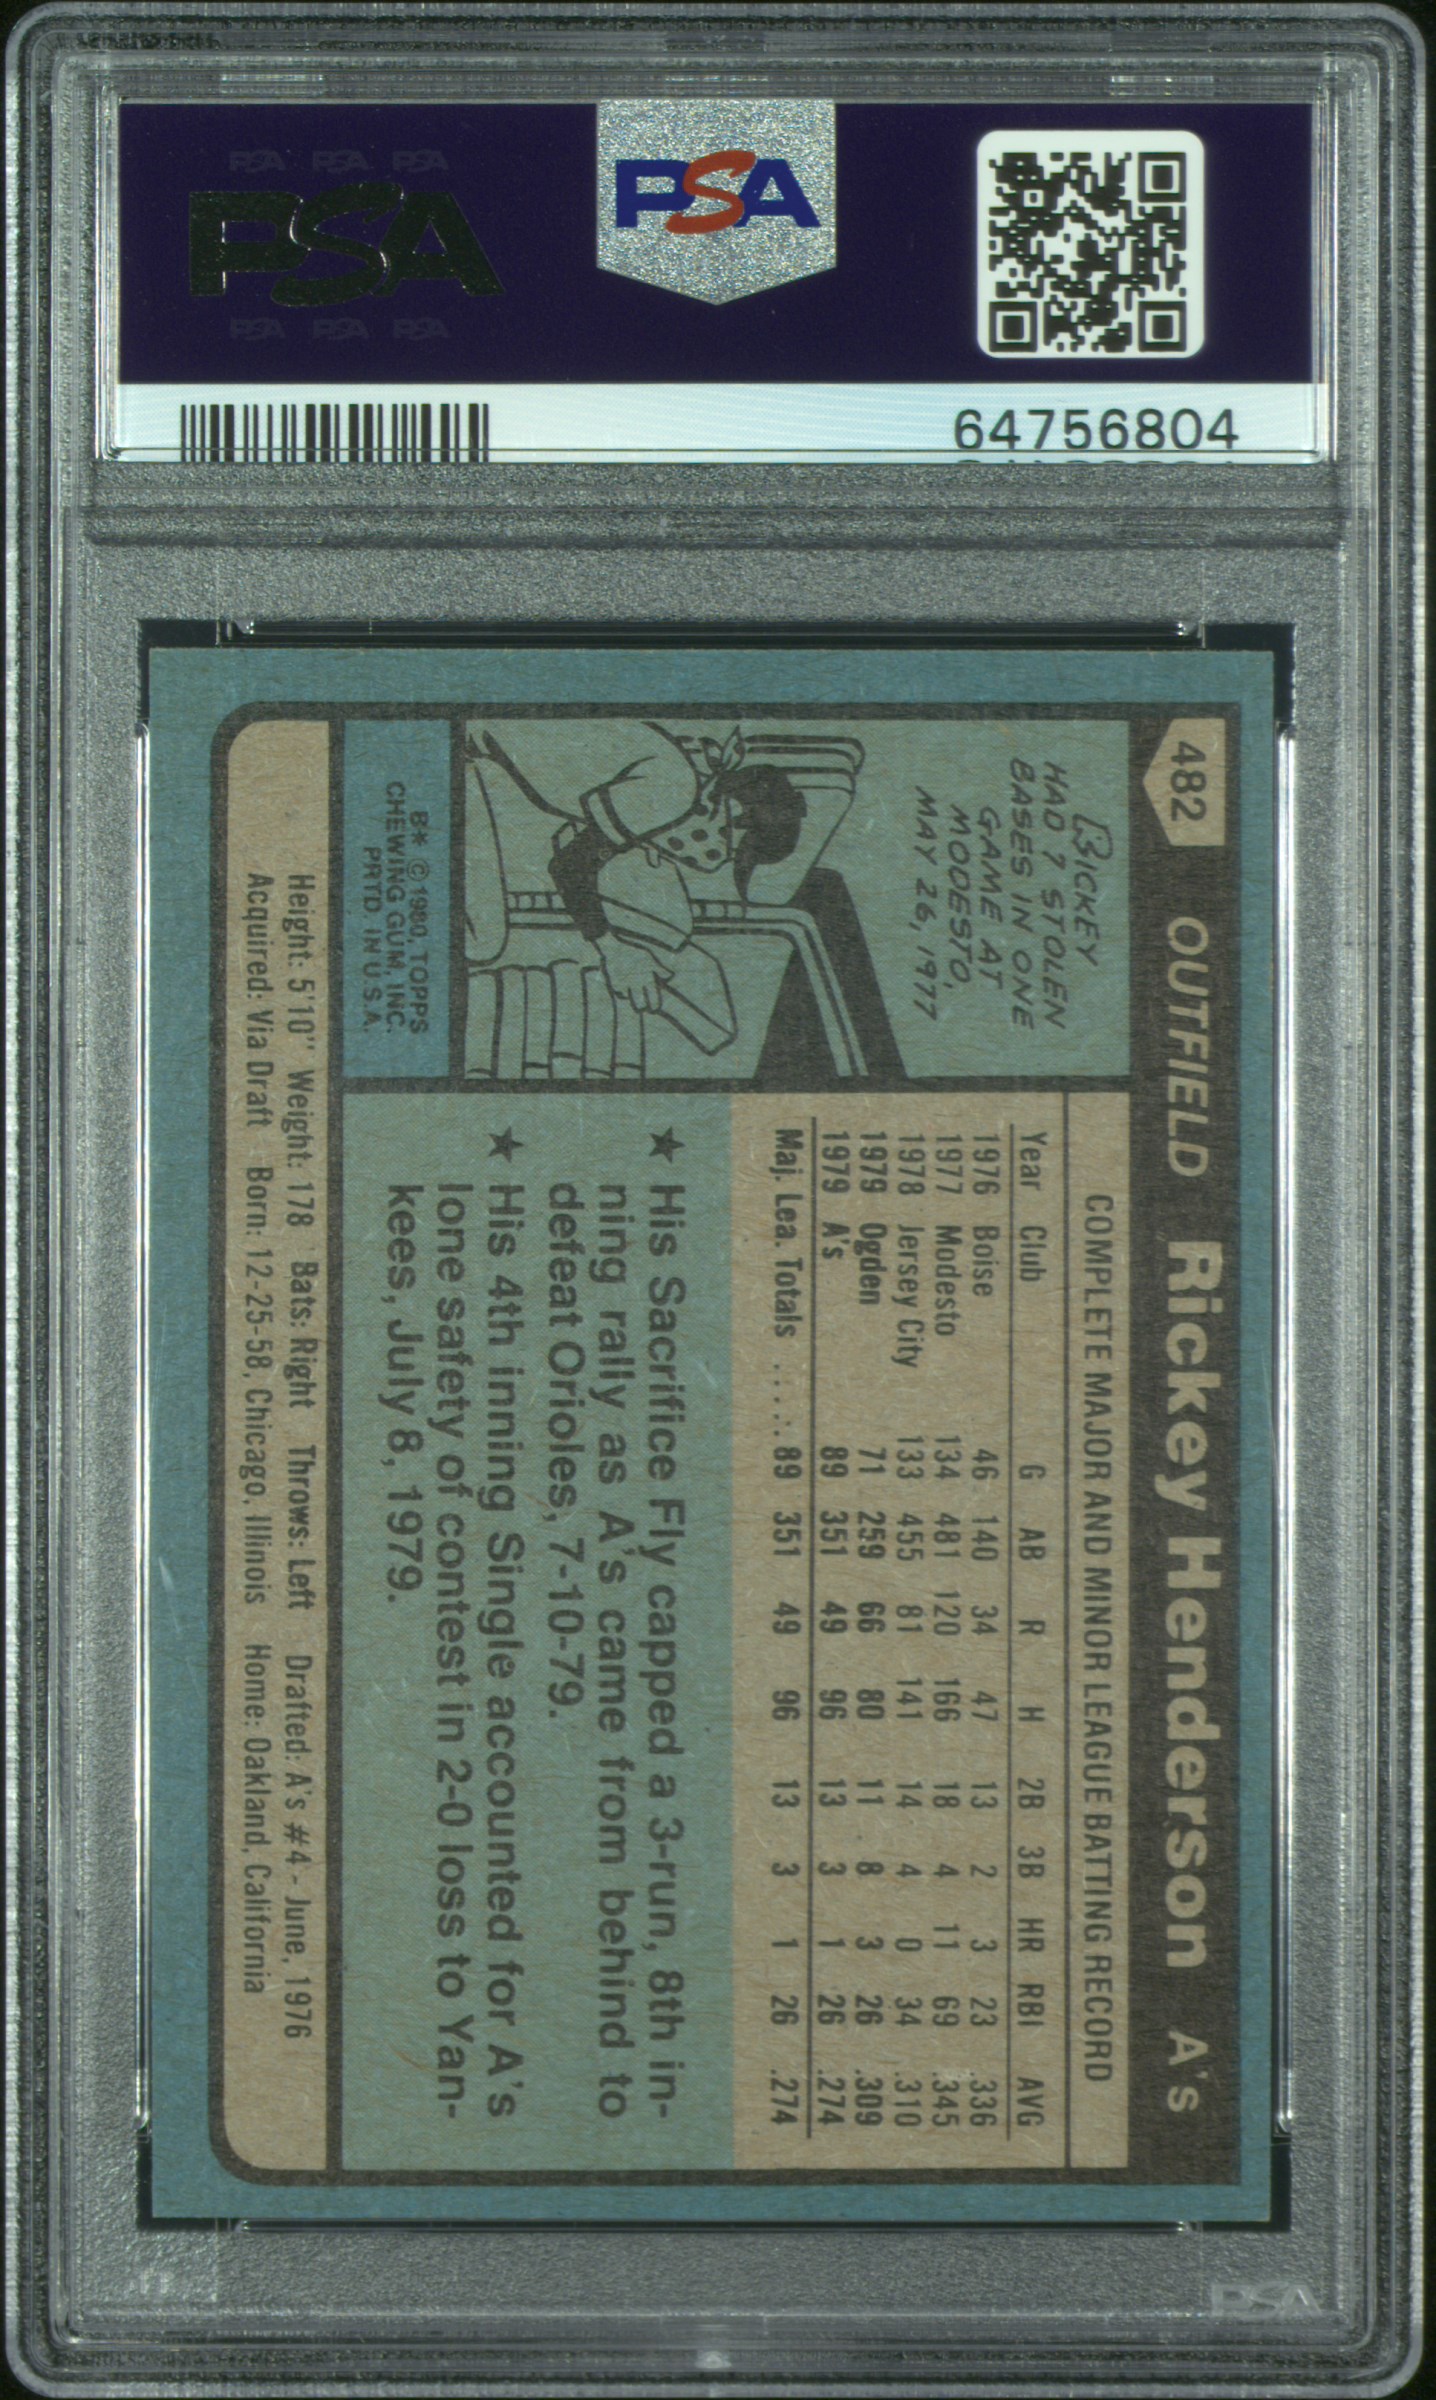 PSA PSA PSA
PSA
PSA PSA PSA
PSA
64756804
482 OUTFIELD Rickey Henderson A's
RICKEY
HAD 7 STOLEN
BASES IN ONE
GAME AT
MODESTO,
MAY 26, 1977
B* © 1980, TOPPS
CHEWING GUM, INC.
PRTD. IN U.S.A.
COMPLETE MAJOR AND MINOR LEAGUE BATTING RECORD
Year Club G AB R H 2B 3B HR RBI AVG
1976 Boise 46 140 34 47 13 2 3 23 .336
1977 Modesto 134 481 120 166 18 4 11 69 .345
1978 Jersey City 133 455 81 141 14 4 0 34 .310
1979 Ogden 71 259 66 80 11 8 3 26 .309
1979 A's 89 351 49 96 13 3 1 26 .274
Maj. Lea. Totals ..... 89 351 49 96 13 3 1 26 .274
★ His Sacrifice Fly capped a 3-run, 8th in-
ning rally as A's came from behind to
defeat Orioles, 7-10-79.
★ His 4th inning Single accounted for A's
lone safety of contest in 2-0 loss to Yan-
kees, July 8, 1979.
Height: 5'10" Weight: 178 Bats: Right Throws: Left Drafted: A's #4 - June, 1976
Acquired: Via Draft Born: 12-25-58, Chicago, Illinois Home: Oakland, California
PSA